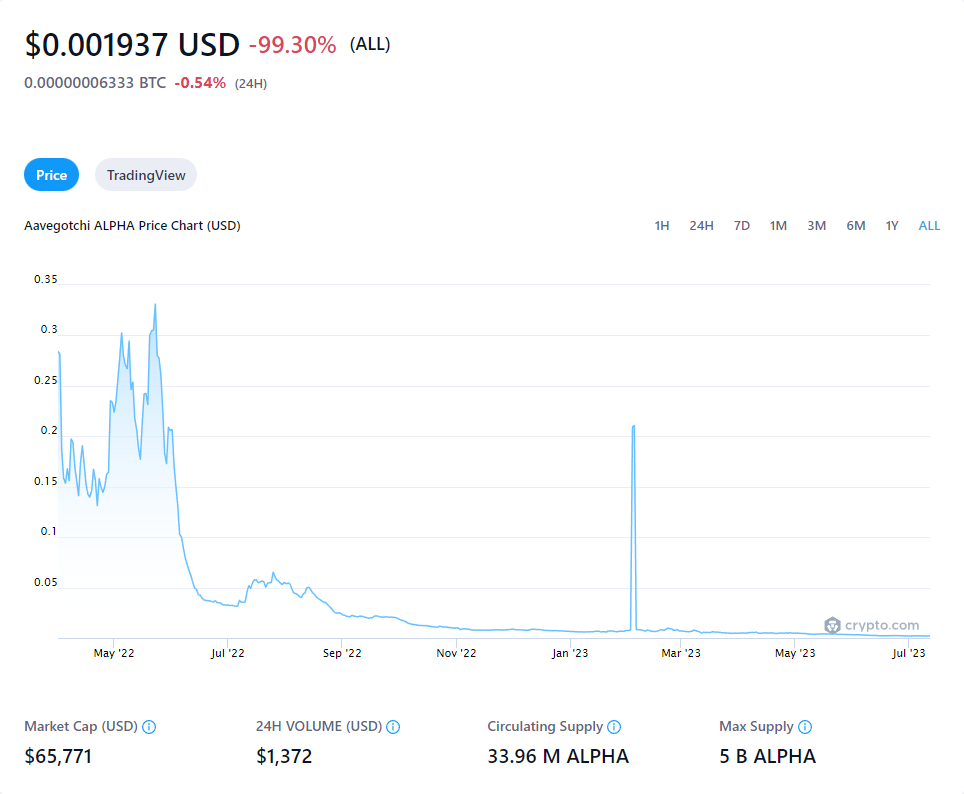 $0.001937 USD -99.30% (ALL)
0.00000006333 BTC -0.54% (24H)
Price TradingView
Aavegotchi ALPHA Price Chart (USD) 1H 24H 7D 1M 3M 6M 1Y ALL
0.35
0.3
0.25
0.2
0.15
0.1
0.05
crypto.com
May '22 Jul '22 Sep '22 Nov '22 Jan '23 Mar '23 May '23 Jul '23
Market Cap (USD) 24H VOLUME (USD) Circulating Supply Max Supply
$65,771 $1,372 33.96 M ALPHA 5 B ALPHA